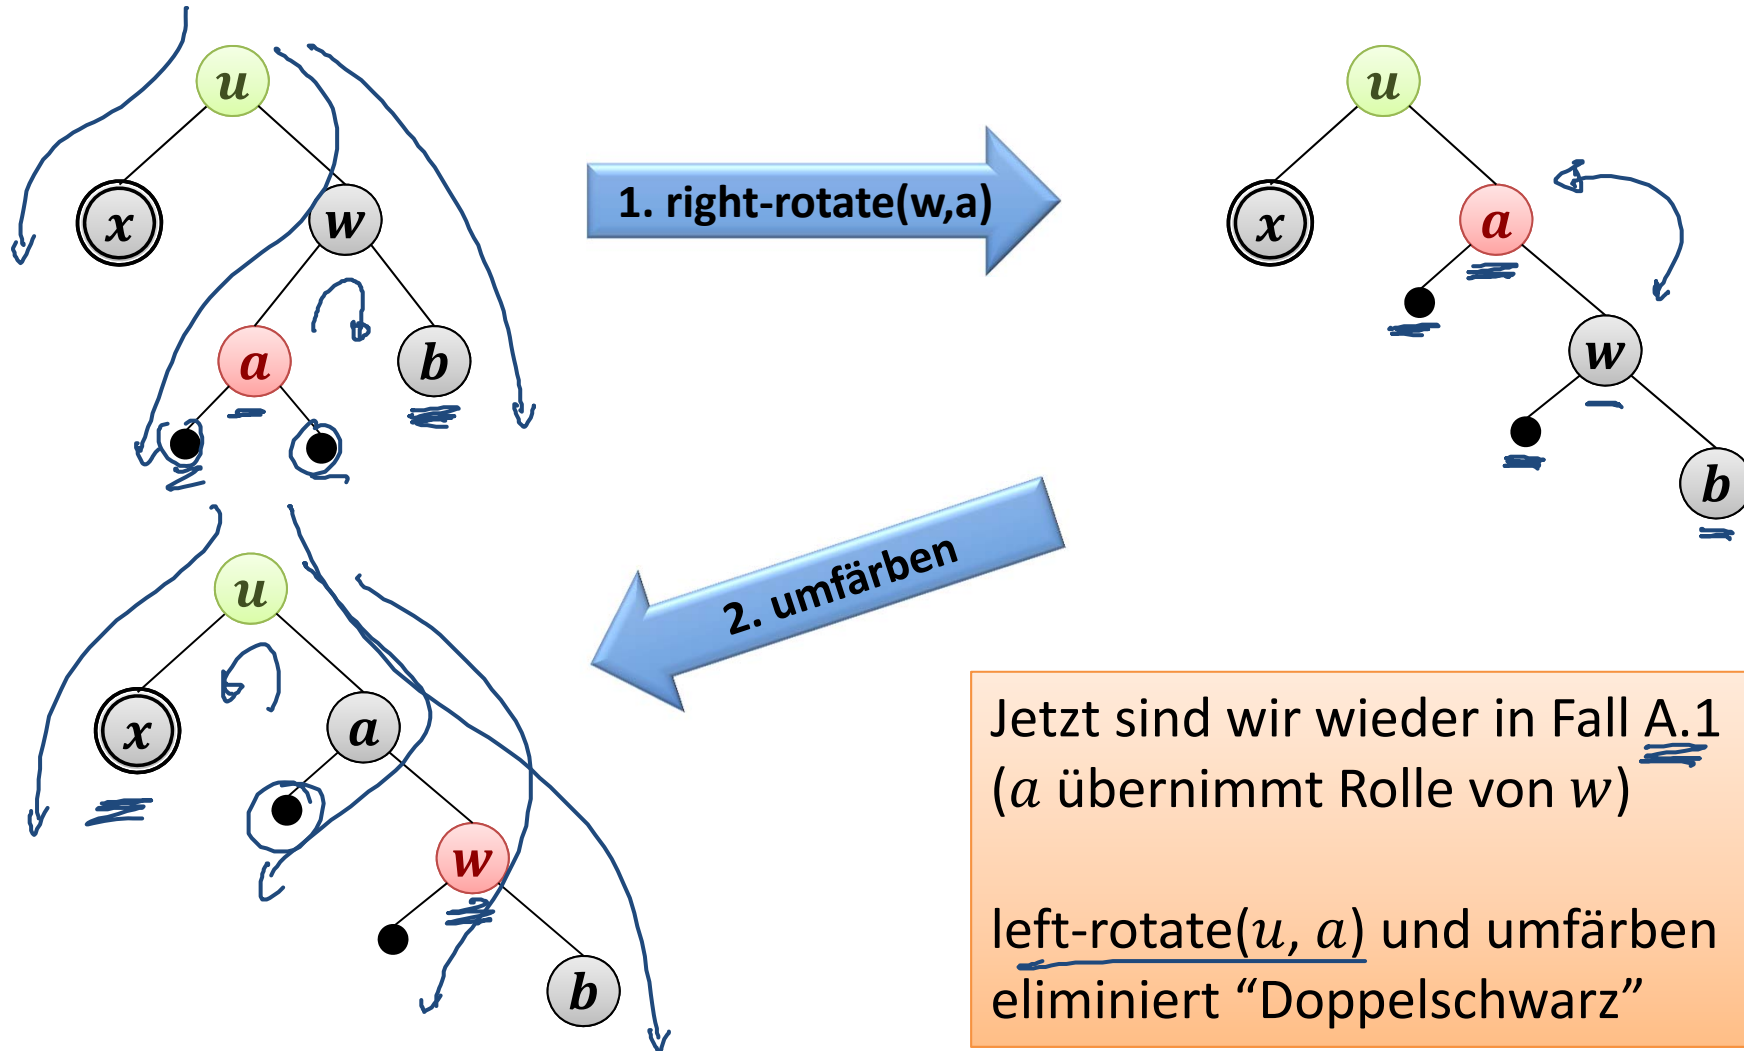 u
x
w
a
b
1. right-rotate(w,a)
u
x
a
w
b
2. umfärben
u
x
a
w
b
Jetzt sind wir wieder in Fall A.1
(a übernimmt Rolle von w)
left-rotate(u, a) und umfärben
eliminiert “Doppelschwarz”